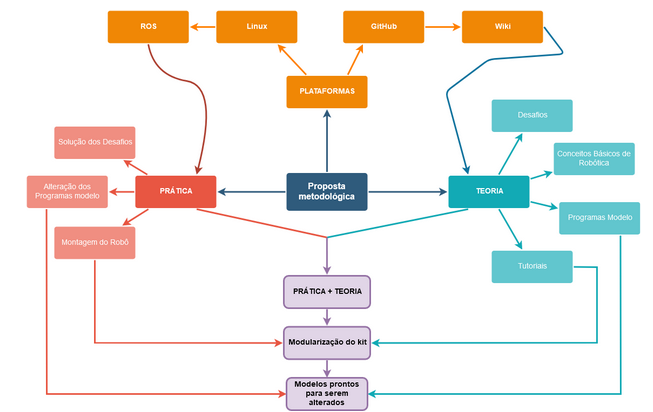 ROS
Linux
GitHub
Wiki
PLATAFORMAS
Desafios
Solução dos Desafios
Conceitos Básicos de
Robótica
Alteração dos
Programas modelo
PRÁTICA
Proposta
metodológica
TEORIA
Programas Modelo
Montagem do Robô
Tutoriais
PRÁTICA + TEORIA
Modularização do kit
Modelos prontos
para serem
alterados